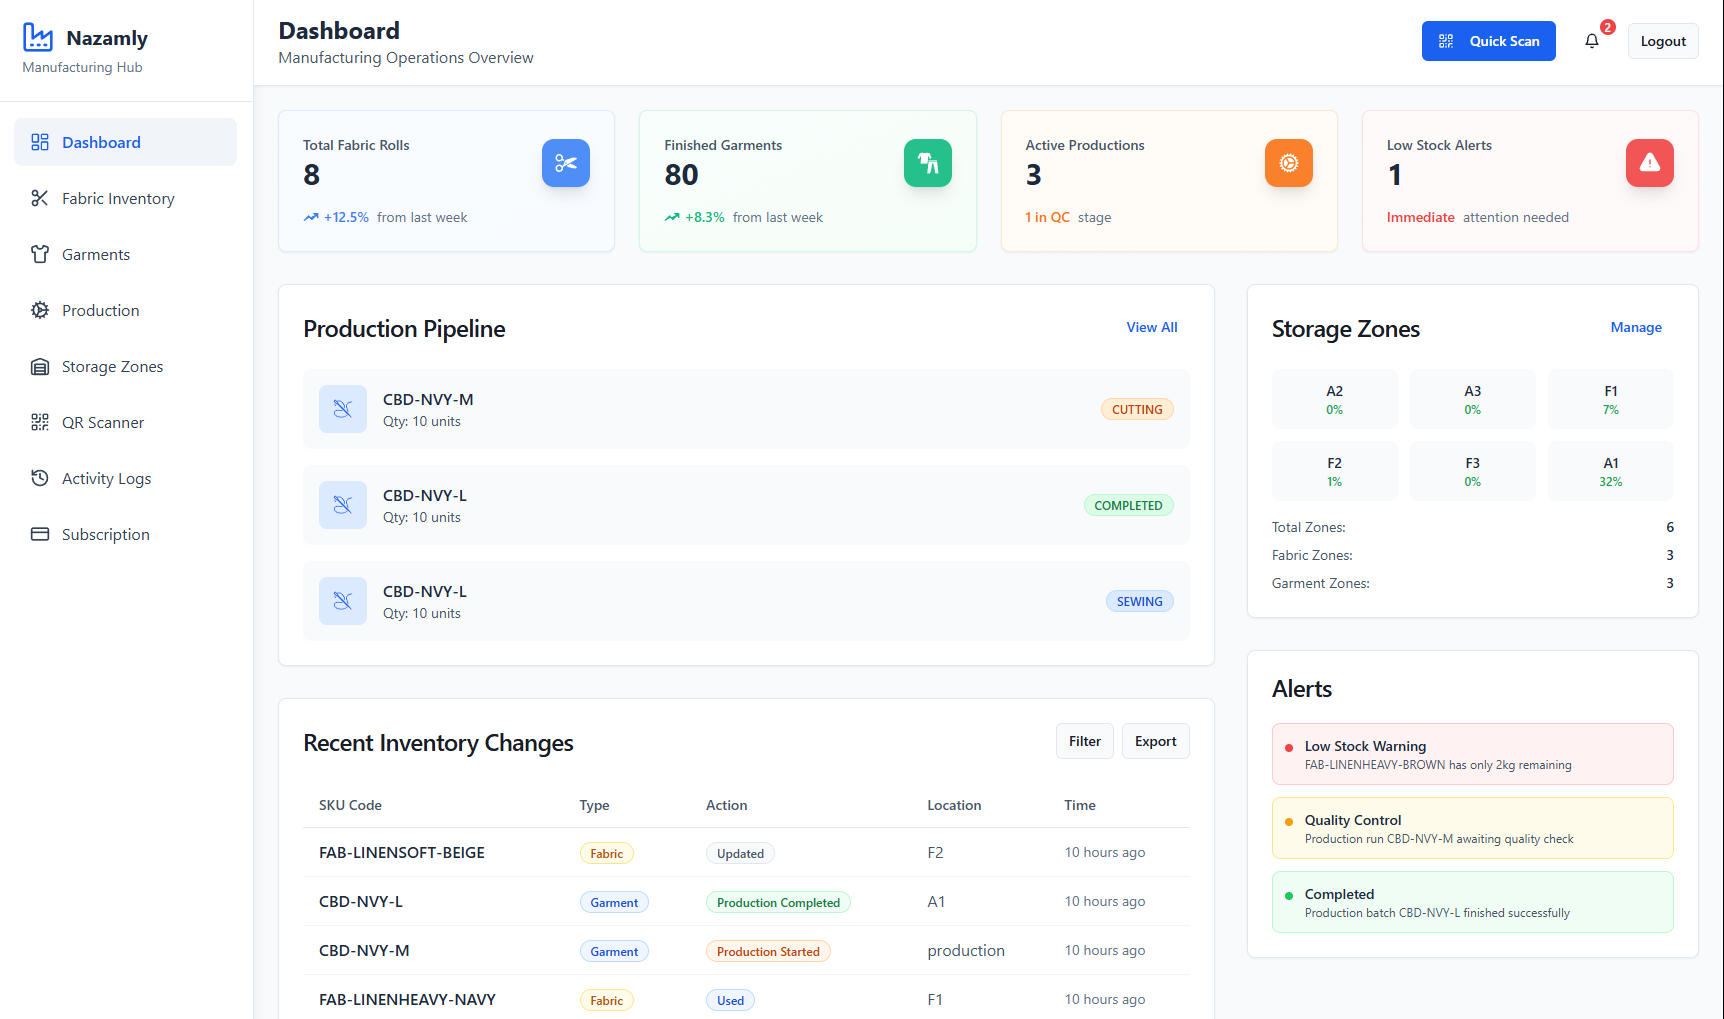 Nazamly
Manufacturing Hub
Dashboard
Fabric Inventory
Garments
Production
Storage Zones
QR Scanner
Activity Logs
Subscription
Dashboard
Manufacturing Operations Overview
Quick Scan
2
Logout
Total Fabric Rolls
8
+12.5% from last week
Finished Garments
80
+8.3% from last week
Active Productions
3
1 in QC stage
Low Stock Alerts
1
Immediate attention needed
Production Pipeline
View All
CBD-NVY-M
Qty: 10 units
CUTTING
CBD-NVY-L
Qty: 10 units
COMPLETED
CBD-NVY-L
Qty: 10 units
SEWING
Recent Inventory Changes
Filter Export
SKU Code Type Action Location Time
FAB-LINENSOFT-BEIGE Fabric Updated F2 10 hours ago
CBD-NVY-L Garment Production Completed A1 10 hours ago
CBD-NVY-M Garment Production Started production 10 hours ago
FAB-LINENHEAVY-NAVY Fabric Used F1 10 hours ago
Storage Zones
Manage
A2 A3 F1
0% 0% 7%
F2 F3 A1
1% 0% 32%
Total Zones: 6
Fabric Zones: 3
Garment Zones: 3
Alerts
Low Stock Warning
FAB-LINENHEAVY-BROWN has only 2kg remaining
Quality Control
Production run CBD-NVY-M awaiting quality check
Completed
Production batch CBD-NVY-L finished successfully